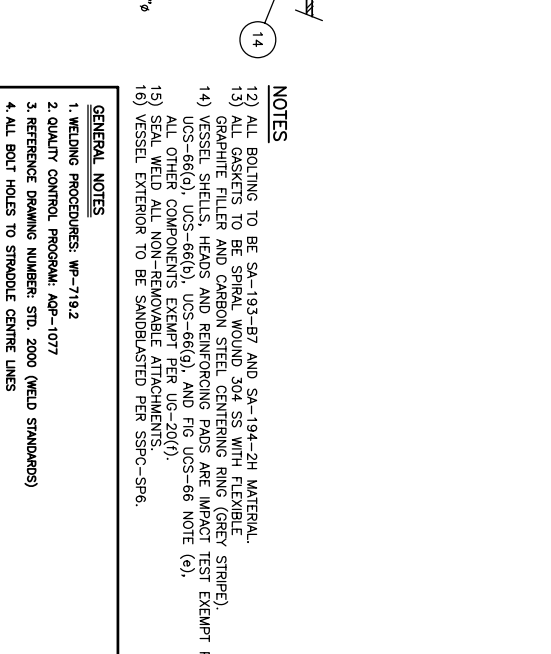 "ø
14
NOTES
12) ALL BOLTING TO BE SA-193-B7 AND SA-194-2H MATERIAL.
13) ALL GASKETS TO BE SPIRAL WOUND 304 SS WITH FLEXIBLE
GRAPHITE FILLER AND CARBON STEEL CENTERING RING (GREY STRIPE).
14) VESSEL SHELLS, HEADS AND REINFORCING PADS ARE IMPACT TEST EXEMPT
UCS-66(a), UCS-66(b), UCS-66(g), AND FIG UCS-66 NOTE (e),
ALL OTHER COMPONENTS EXEMPT PER UG-20(f).
15) SEAL WELD ALL NON-REMOVABLE ATTACHMENTS.
16) VESSEL EXTERIOR TO BE SANDBLASTED PER SSPC-SP6.
GENERAL NOTES
1. WELDING PROCEDURES: WP-719.2
2. QUALITY CONTROL PROGRAM: AQP-1077
3. REFERENCE DRAWING NUMBER: STD. 2000 (WELD STANDARDS)
4. ALL BOLT HOLES TO STRADDLE CENTRE LINES